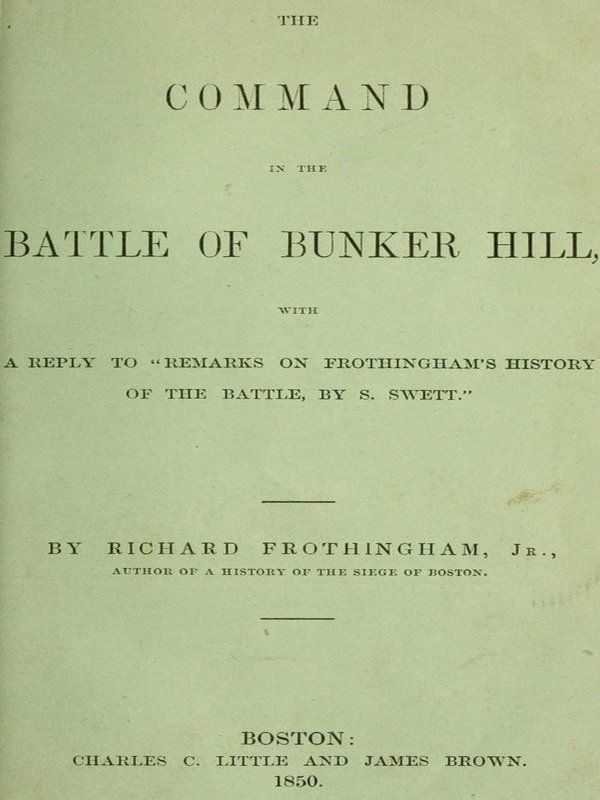 THE
COMMAND
IN THE
BATTLE OF BUNKER HILL,
WITH
A REPLY TO "REMARKS ON FROTHINGHAM'S HISTORY
OF THE BATTLE, BY S. SWETT."
BY RICHARD FROTHINGHAM, JR.,
AUTHOR OF A HISTORY OF THE SIEGE OF BOSTON.
BOSTON:
CHARLES C. LITTLE AND JAMES BROWN.
1850.